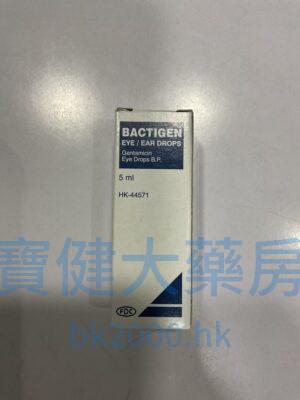 BACTIGEN
EYE / EAR DROPS
Gentamicin
Eye Drops B.P.
5 ml
HK-44571
寶健大藥房
bk2000.hk
FDC